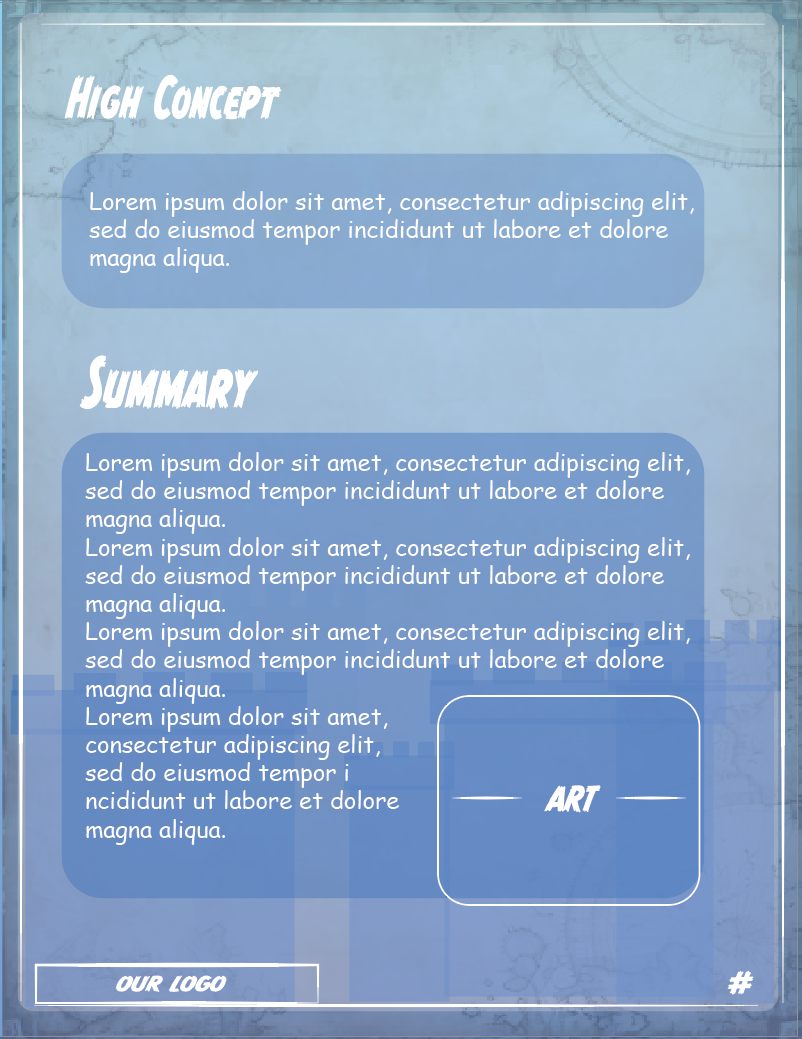 High Concept
Lorem ipsum dolor sit amet, consectetur adipiscing elit,
sed do eiusmod tempor incididunt ut labore et dolore
magna aliqua.
Summary
Lorem ipsum dolor sit amet, consectetur adipiscing elit,
sed do eiusmod tempor incididunt ut labore et dolore
magna aliqua.
Lorem ipsum dolor sit amet, consectetur adipiscing elit,
sed do eiusmod tempor incididunt ut labore et dolore
magna aliqua.
Lorem ipsum dolor sit amet, consectetur adipiscing elit,
sed do eiusmod tempor incididunt ut labore et dolore
magna aliqua.
Lorem ipsum dolor sit amet,
consectetur adipiscing elit,
sed do eiusmod tempor i
ncididunt ut labore et dolore
magna aliqua.
ART
OUR LOGO
#